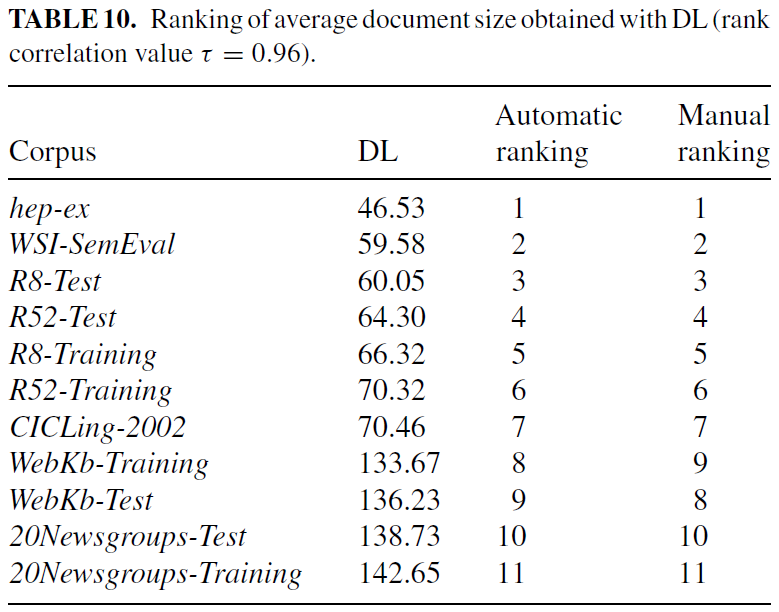 TABLE 10. Ranking of average document size obtained with DL (rank
correlation value τ = 0.96).
Automatic Manual
Corpus DL ranking ranking
hep-ex 46.53 1 1
WSI-SemEval 59.58 2 2
R8-Test 60.05 3 3
R52-Test 64.30 4 4
R8-Training 66.32 5 5
R52-Training 70.32 6 6
CICLing-2002 70.46 7 7
WebKb-Training 133.67 8 9
WebKb-Test 136.23 9 8
20Newsgroups-Test 138.73 10 10
20Newsgroups-Training 142.65 11 11